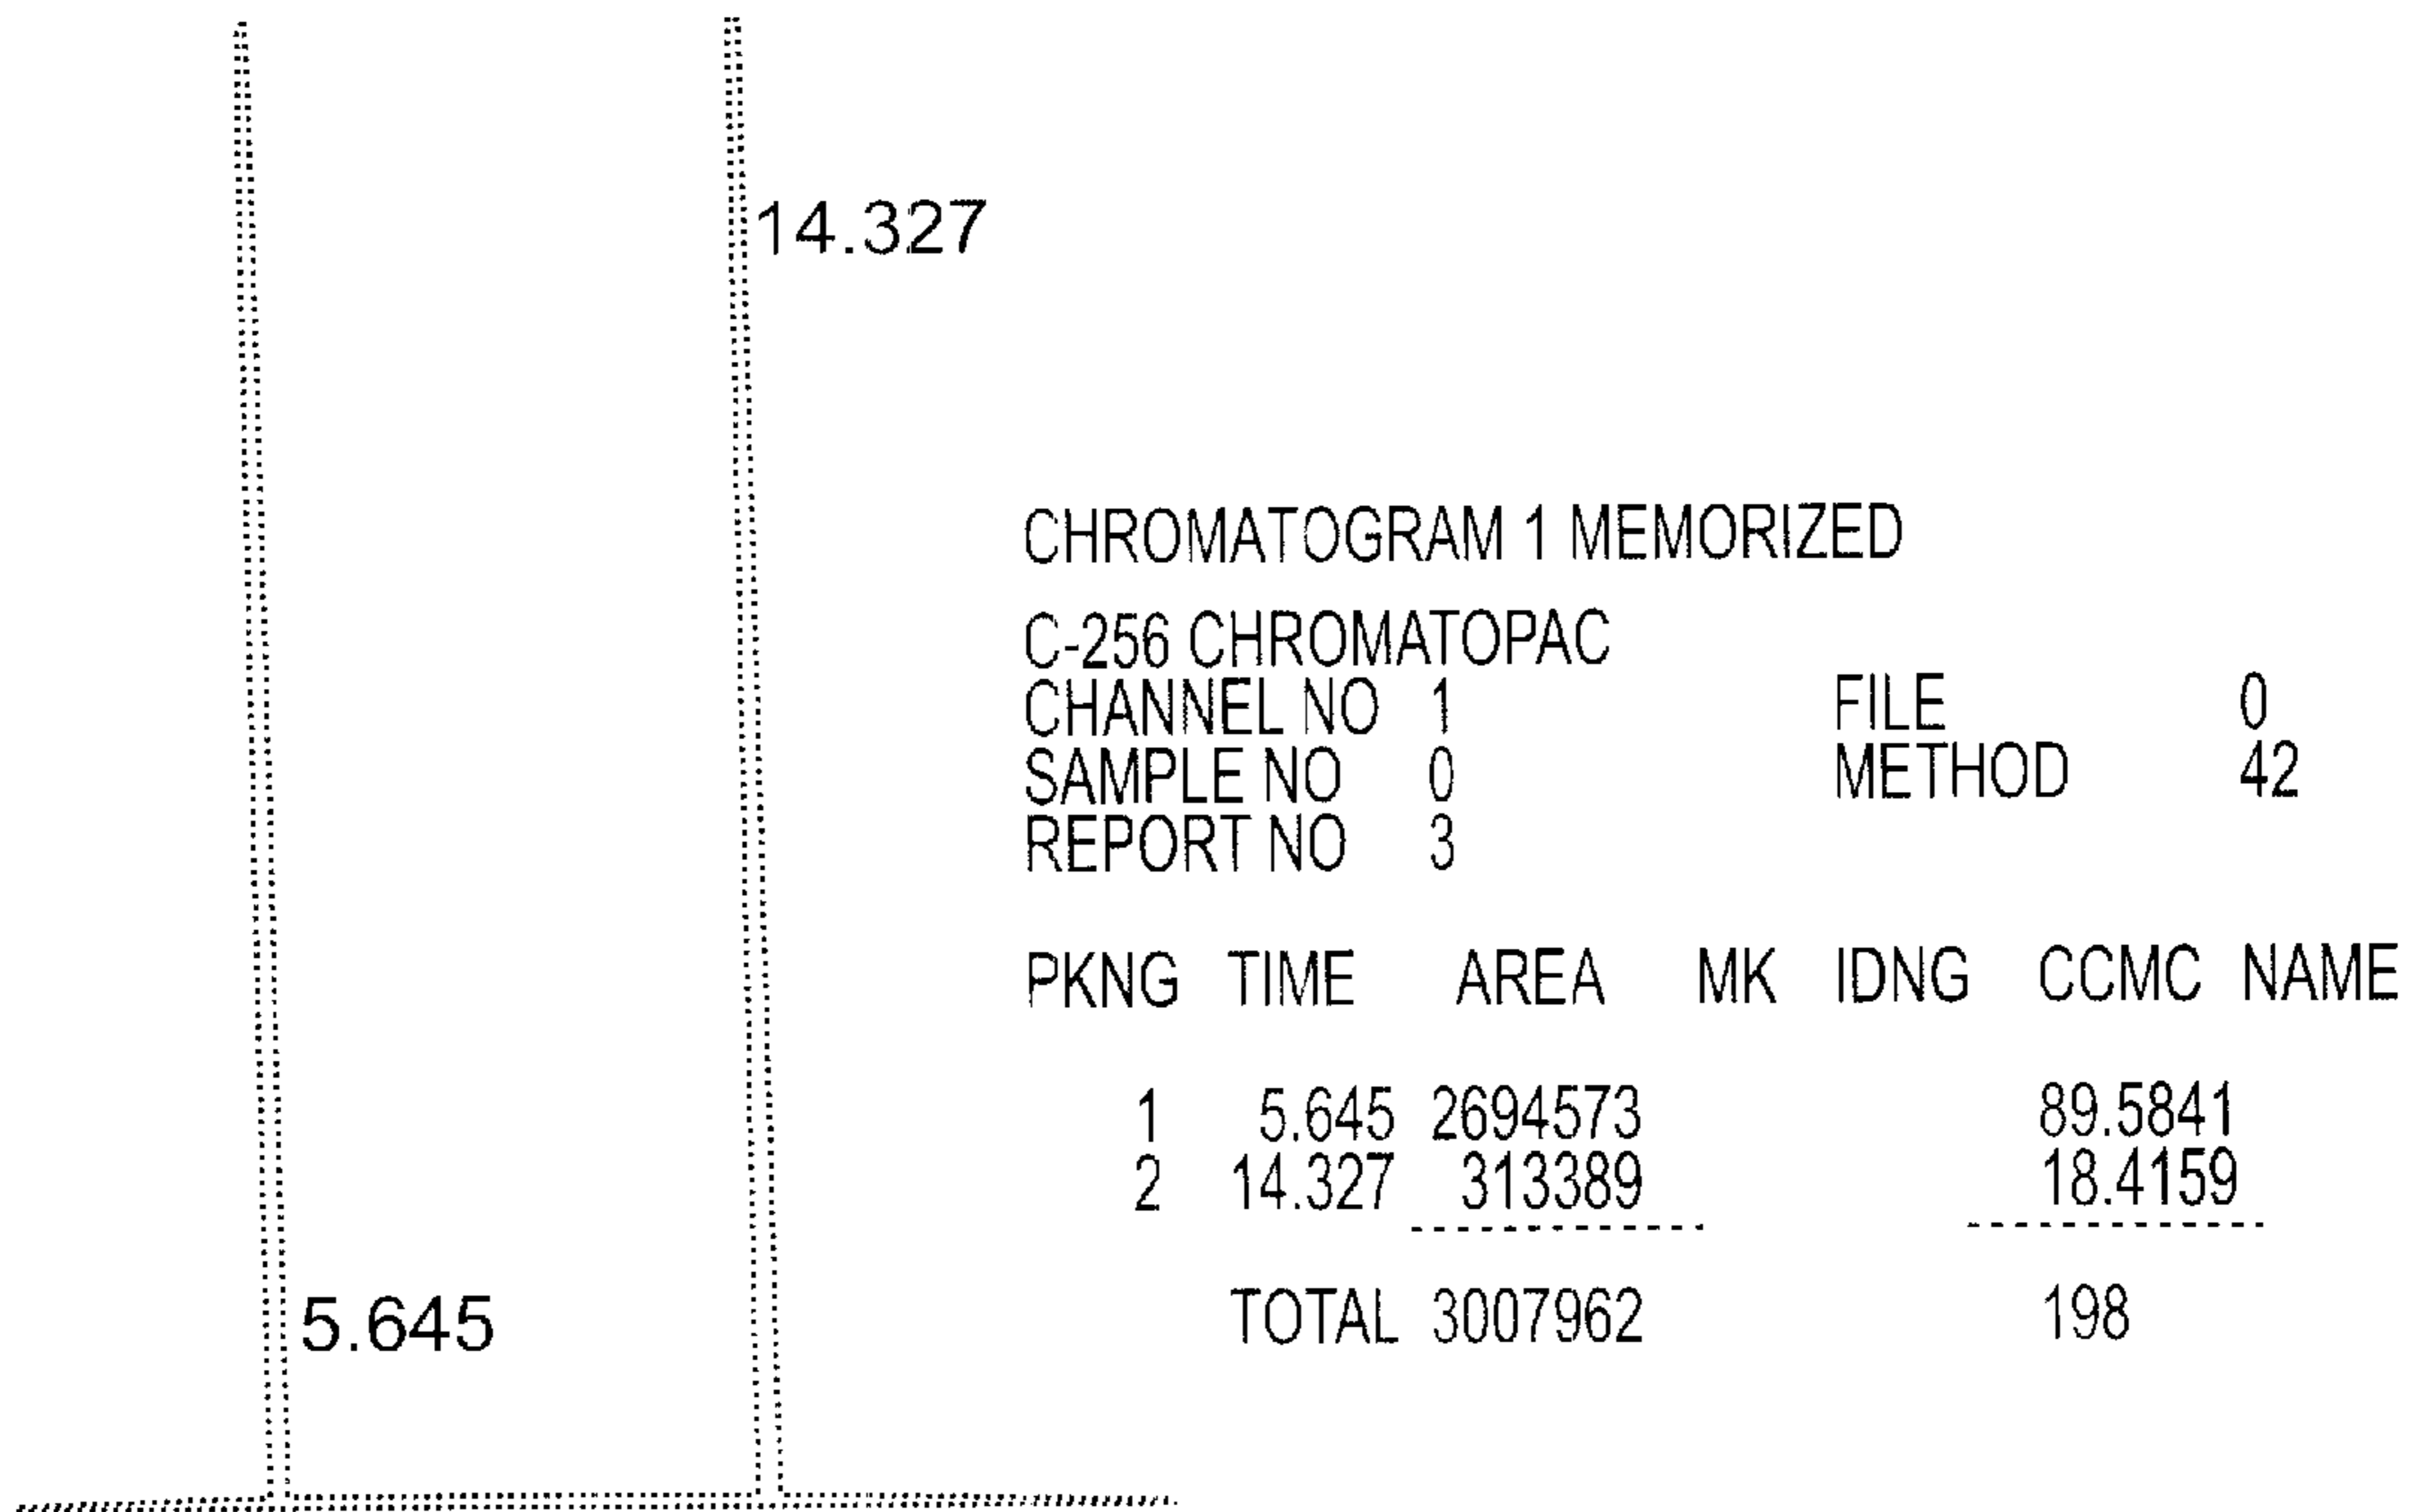 14.327
CHROMATOGRAM 1 MEMORIZED
C-256 CHROMATOPAC
CHANNEL NO 1 FILE 0
SAMPLE NO 0 METHOD 42
REPORT NO 3
PKNG TIME AREA MK IDNG CCMC NAME
1 5.645 2694573 89.5841
2 14.327 313389 18.4159
TOTAL 3007962 198
5.645